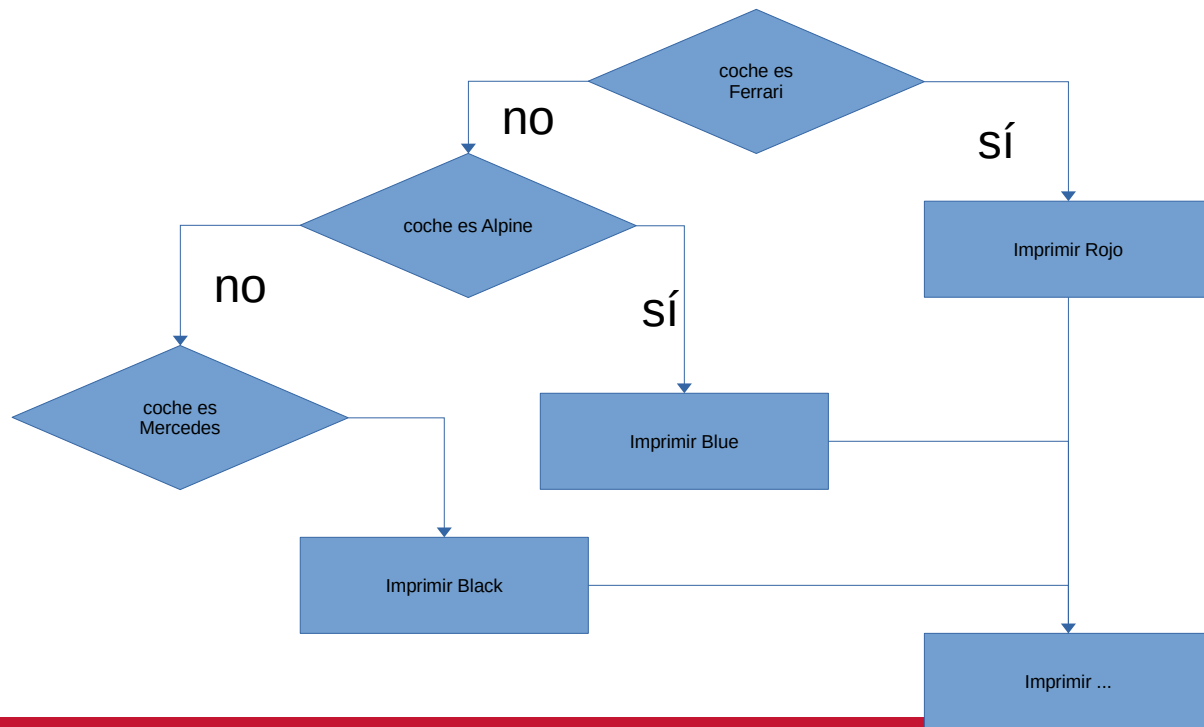 coche es
Ferrari
no
sí
coche es Alpine
Imprimir Rojo
no
sí
coche es
Mercedes
Imprimir Blue
Imprimir Black
Imprimir ...